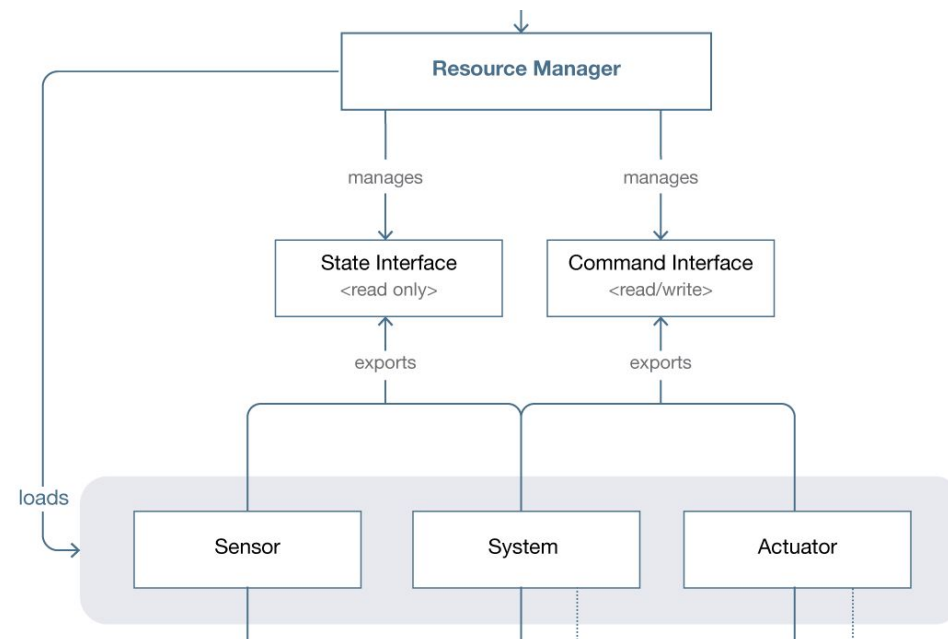 Resource Manager
manages
manages
State Interface
<read only>
Command Interface
<read/write>
exports
exports
loads
Sensor
System
Actuator